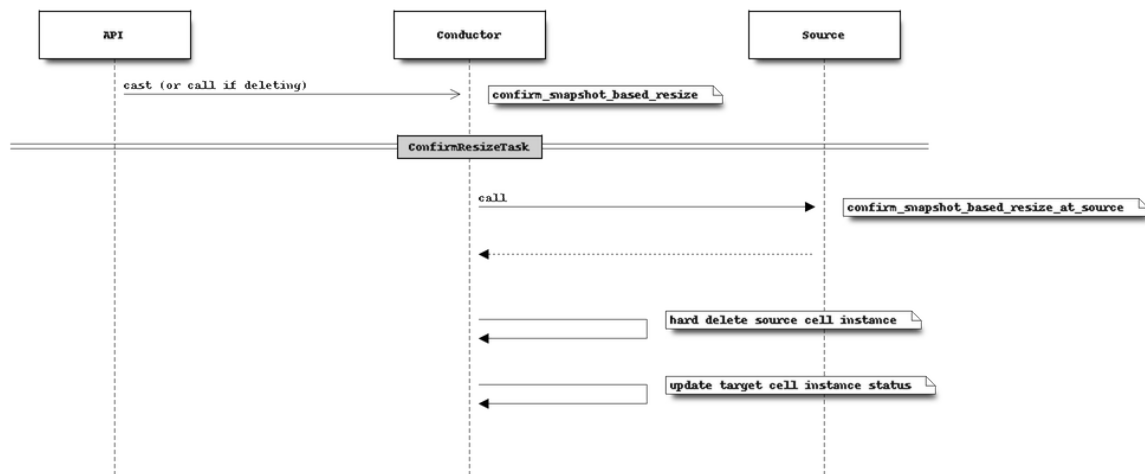 API
Conductor
Source
cast (or call if deleting)
confirm_snapshot_based_resize
ConfirmResizeTask
call
confirm_snapshot_based_resize_at_source
hard delete source cell instance
update target cell instance status